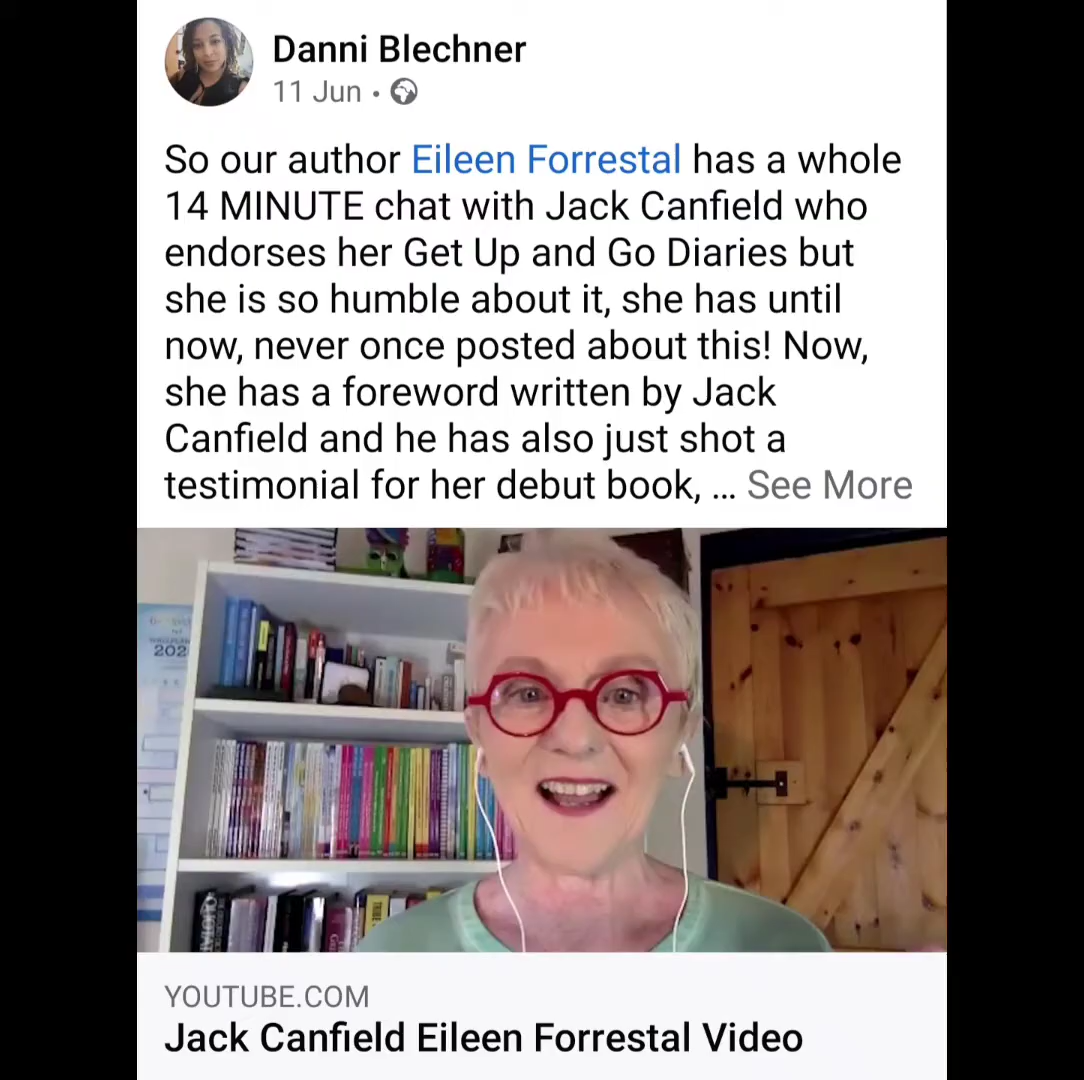 Danni Blechner
11 Jun •
So our author Eileen Forrestal has a whole
14 MINUTE chat with Jack Canfield who
endorses her Get Up and Go Diaries but
she is so humble about it, she has until
now, never once posted about this! Now,
she has a foreword written by Jack
Canfield and he has also just shot a
testimonial for her debut book, ... See More
202
TRIBE
YOUTUBE.COM
Jack Canfield Eileen Forrestal Video